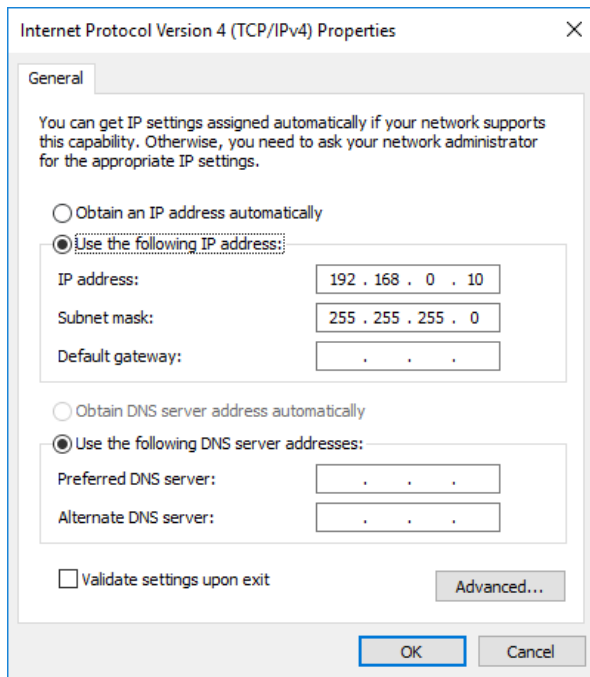 Internet Protocol Version 4 (TCP/IPv4) Properties
General
You can get IP settings assigned automatically if your network supports
this capability. Otherwise, you need to ask your network administrator
for the appropriate IP settings.
Obtain an IP address automatically
Use the following IP address:
IP address: 192 . 168 . 0 . 10
Subnet mask: 255 . 255 . 255 . 0
Default gateway: . . .
Obtain DNS server address automatically
Use the following DNS server addresses:
Preferred DNS server: . . .
Alternate DNS server: . . .
Validate settings upon exit
Advanced...
OK Cancel